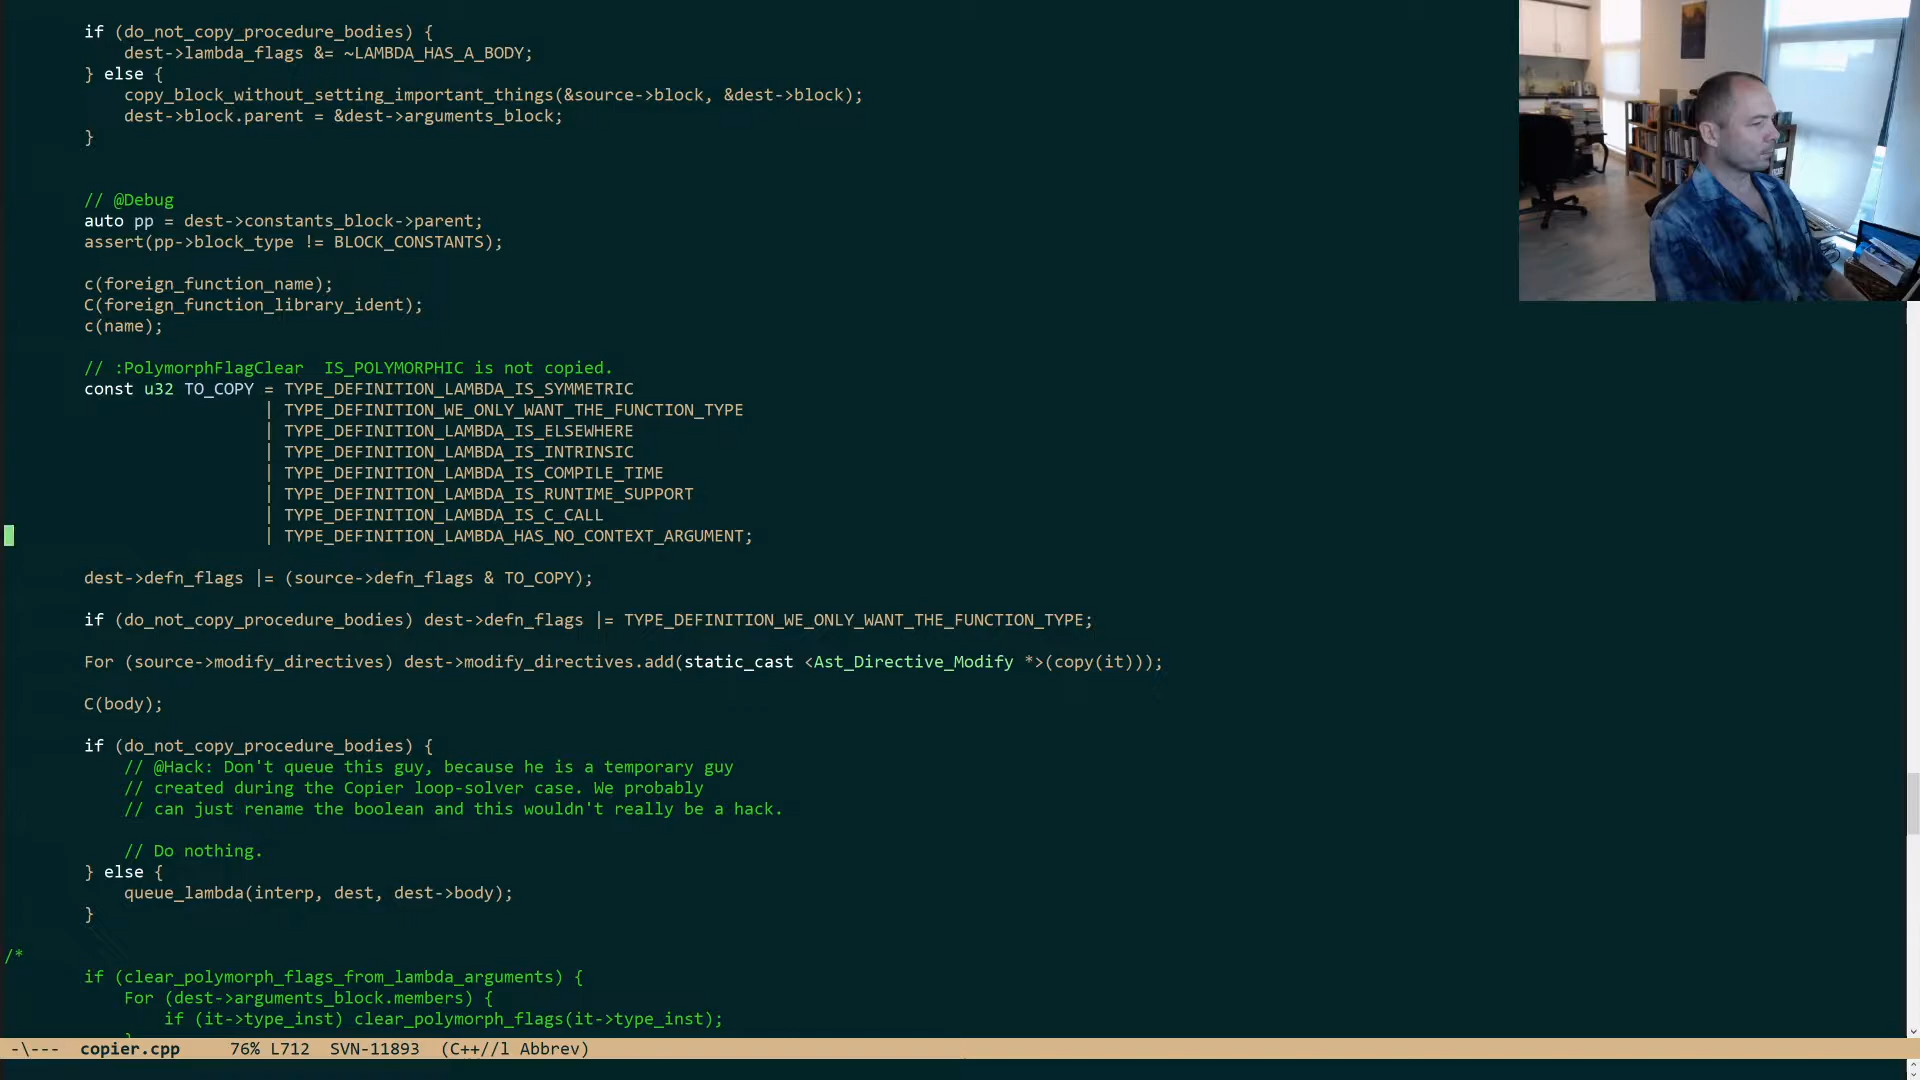 if (do_not_copy_procedure_bodies) {
dest->lambda_flags &= ~LAMBDA_HAS_A_BODY;
} else {
copy_block_without_setting_important_things(&source->block, &dest->block);
dest->block.parent = &dest->arguments_block;
}
// @Debug
auto pp = dest->constants_block->parent;
assert(pp->block_type != BLOCK_CONSTANTS);
c(foreign_function_name);
C(foreign_function_library_ident);
c(name);
// :PolymorphFlagClear  IS_POLYMORPHIC is not copied.
const u32 TO_COPY = TYPE_DEFINITION_LAMBDA_IS_SYMMETRIC
| TYPE_DEFINITION_WE_ONLY_WANT_THE_FUNCTION_TYPE
| TYPE_DEFINITION_LAMBDA_IS_ELSEWHERE
| TYPE_DEFINITION_LAMBDA_IS_INTRINSIC
| TYPE_DEFINITION_LAMBDA_IS_COMPILE_TIME
| TYPE_DEFINITION_LAMBDA_IS_RUNTIME_SUPPORT
| TYPE_DEFINITION_LAMBDA_IS_C_CALL
| TYPE_DEFINITION_LAMBDA_HAS_NO_CONTEXT_ARGUMENT;
dest->defn_flags |= (source->defn_flags & TO_COPY);
if (do_not_copy_procedure_bodies) dest->defn_flags |= TYPE_DEFINITION_WE_ONLY_WANT_THE_FUNCTION_TYPE;
For (source->modify_directives) dest->modify_directives.add(static_cast <Ast_Directive_Modify *>(copy(it)));
C(body);
if (do_not_copy_procedure_bodies) {
// @Hack: Don't queue this guy, because he is a temporary guy
// created during the Copier loop-solver case. We probably
// can just rename the boolean and this wouldn't really be a hack.
// Do nothing.
} else {
queue_lambda(interp, dest, dest->body);
}
/*
if (clear_polymorph_flags_from_lambda_arguments) {
For (dest->arguments_block.members) {
if (it->type_inst) clear_polymorph_flags(it->type_inst);
}
-\---  copier.cpp     76% L712  SVN-11893  (C++//l Abbrev)